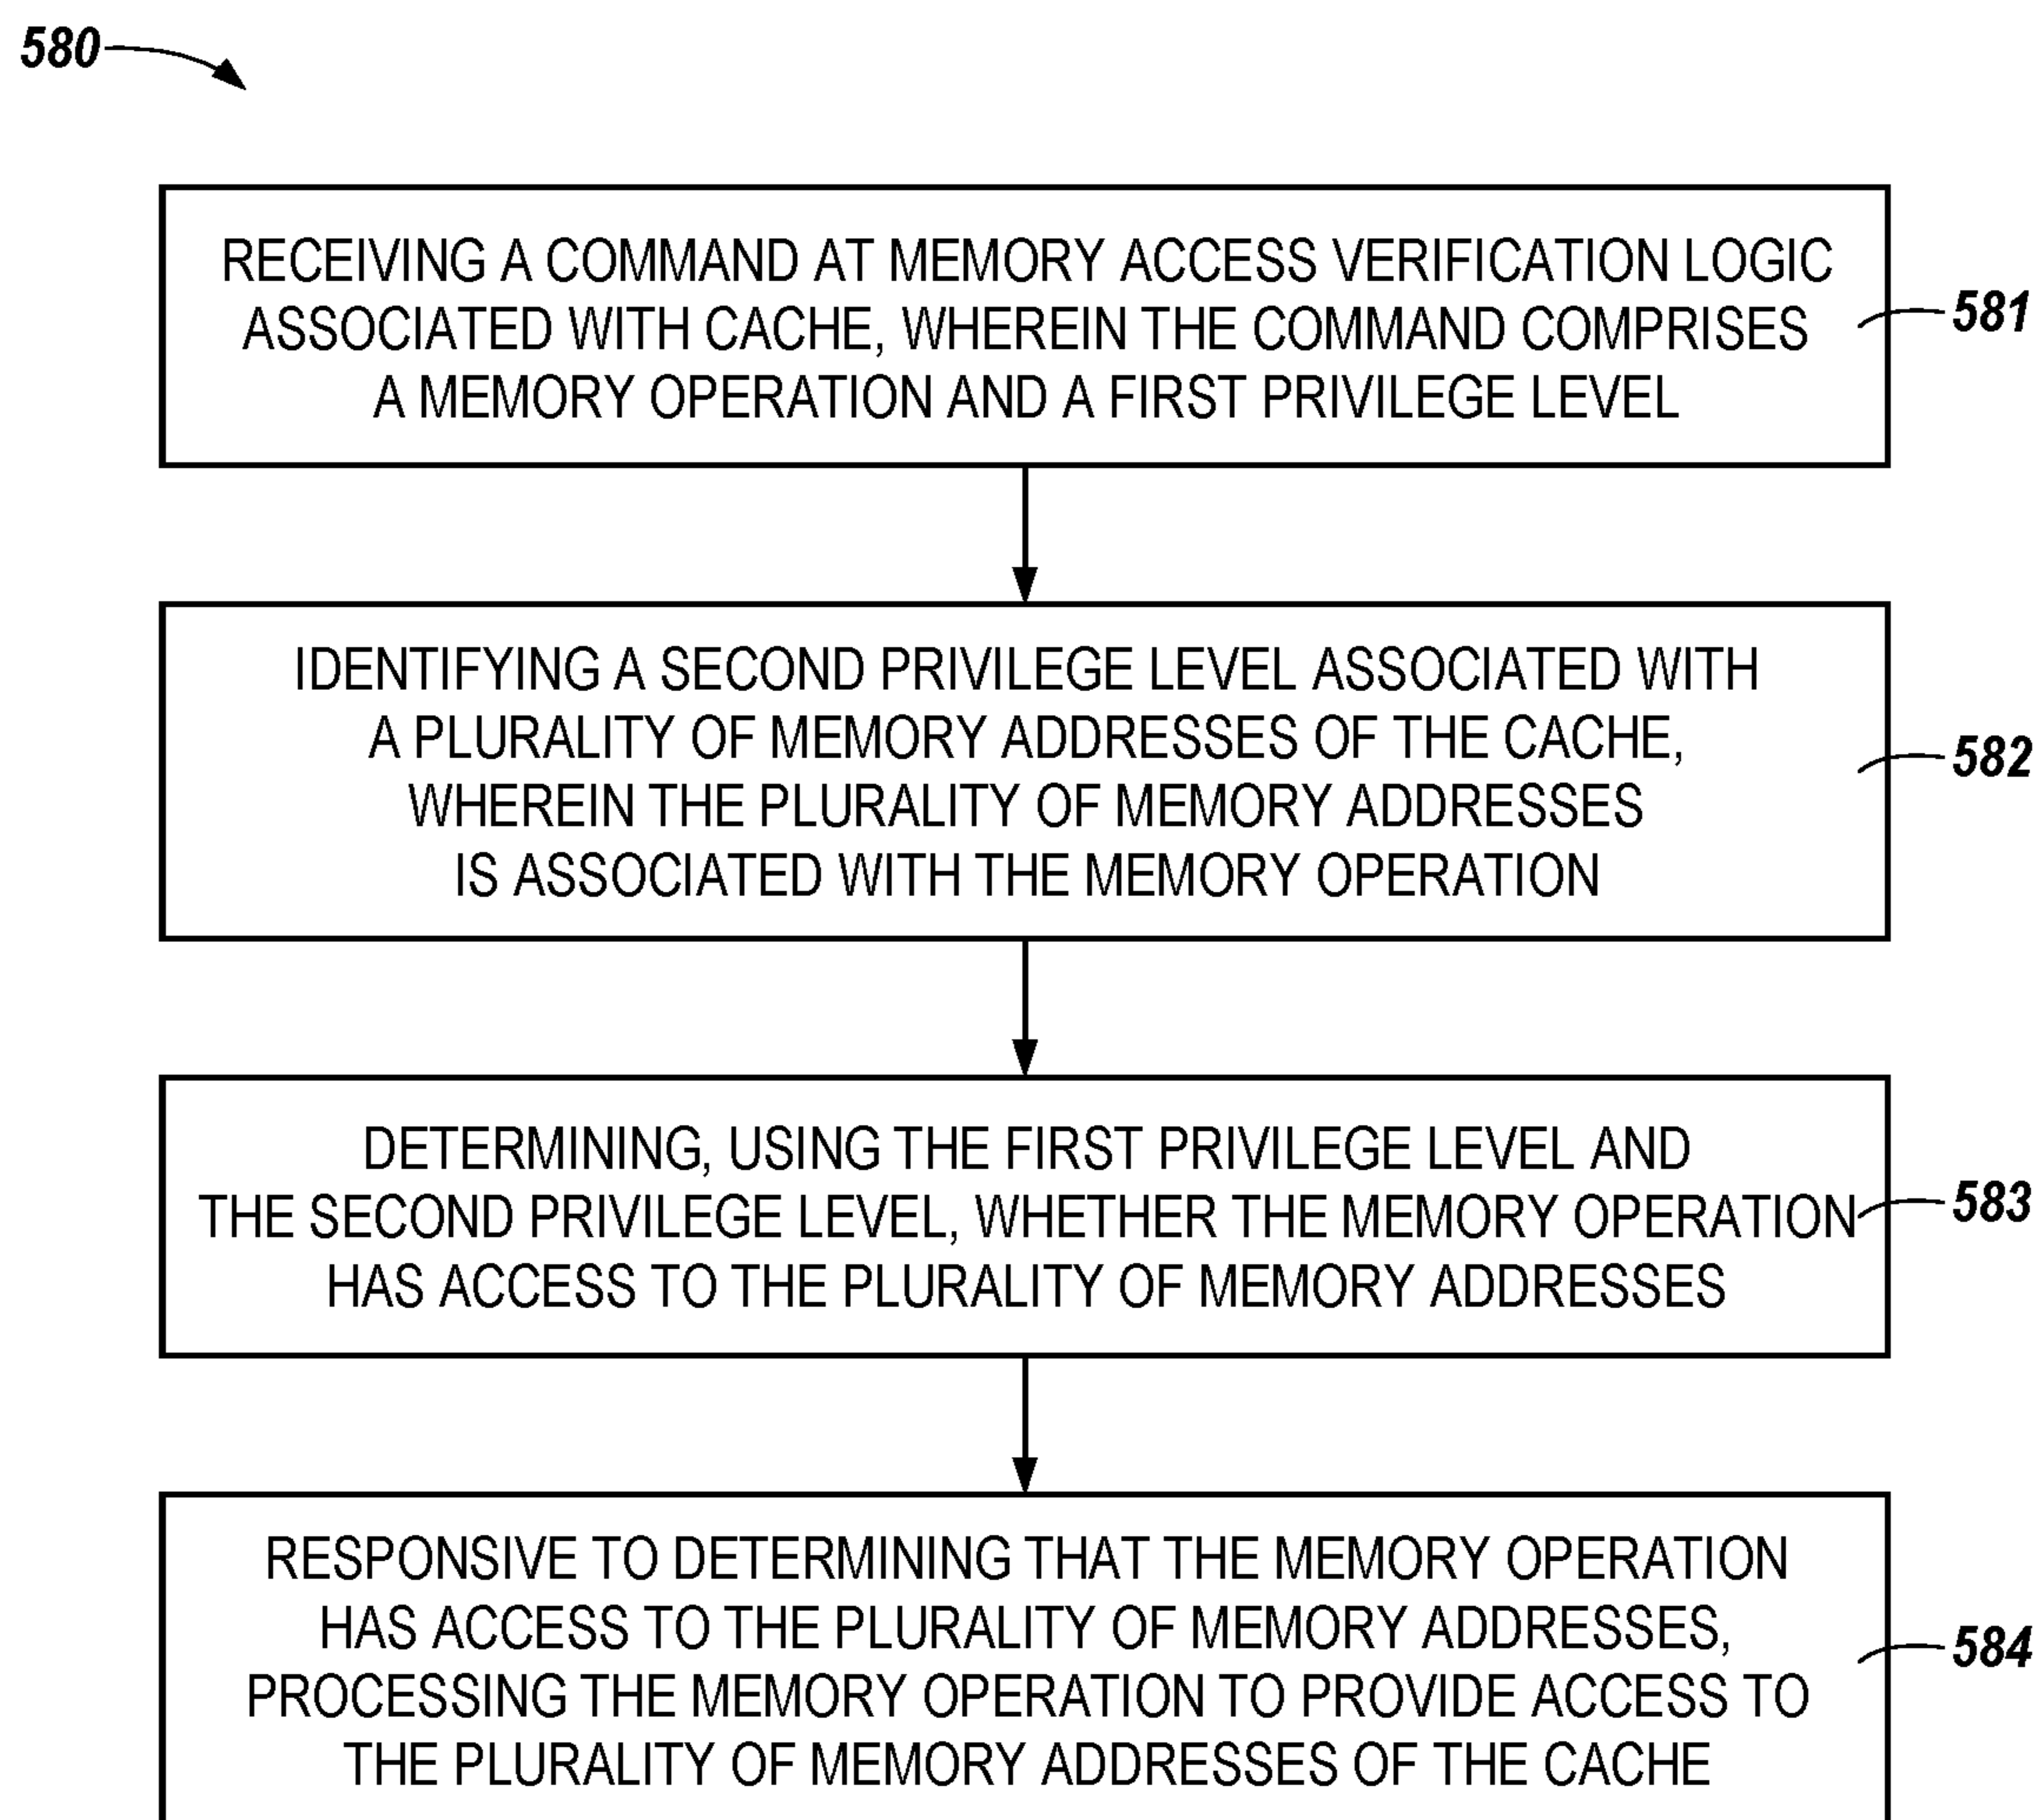 580
RECEIVING A COMMAND AT MEMORY ACCESS VERIFICATION LOGIC
ASSOCIATED WITH CACHE, WHEREIN THE COMMAND COMPRISES
A MEMORY OPERATION AND A FIRST PRIVILEGE LEVEL
581
IDENTIFYING A SECOND PRIVILEGE LEVEL ASSOCIATED WITH
A PLURALITY OF MEMORY ADDRESSES OF THE CACHE,
WHEREIN THE PLURALITY OF MEMORY ADDRESSES
IS ASSOCIATED WITH THE MEMORY OPERATION
582
DETERMINING, USING THE FIRST PRIVILEGE LEVEL AND
THE SECOND PRIVILEGE LEVEL, WHETHER THE MEMORY OPERATION
HAS ACCESS TO THE PLURALITY OF MEMORY ADDRESSES
583
RESPONSIVE TO DETERMINING THAT THE MEMORY OPERATION
HAS ACCESS TO THE PLURALITY OF MEMORY ADDRESSES,
PROCESSING THE MEMORY OPERATION TO PROVIDE ACCESS TO
THE PLURALITY OF MEMORY ADDRESSES OF THE CACHE
584